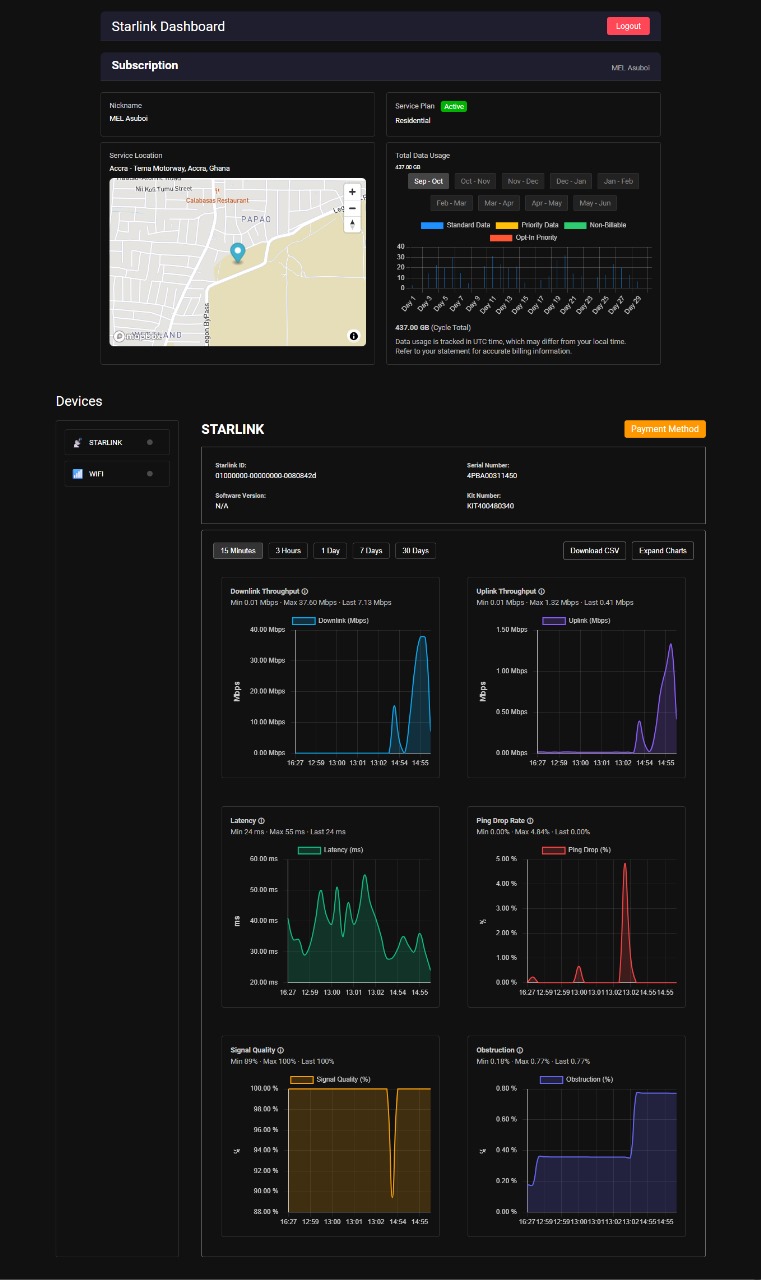 Starlink Dashboard
Logout
Subscription
MEL Asuboi
Nickname
MEL Asuboi
Service Plan Active
Residential
Service Location
Accra - Tema Motorway, Accra, Ghana
Nii Kofi Tumu Street
Calabasas Restaurant
PAPAO
Legon ByPass
mapbox
Total Data Usage
437.00 GB
Sep - Oct
Oct - Nov
Nov - Dec
Dec - Jan
Jan - Feb
Feb - Mar
Mar - Apr
Apr - May
May - Jun
Standard Data
Priority Data
Non-Billable
Opt-In Priority
40
30
20
10
0
Day 1 Day 3 Day 5 Day 7 Day 9 Day 11 Day 13 Day 15 Day 17 Day 19 Day 21 Day 23 Day 25 Day 27 Day 29
437.00 GB (Cycle Total)
Data usage is tracked in UTC time, which may differ from your local time.
Refer to your statement for accurate billing information.
Devices
STARLINK
WIFI
STARLINK
Payment Method
Starlink ID:
01000000-00000000-0080842d
Serial Number:
4PBA00311450
Software Version:
N/A
Kit Number:
KIT400480340
15 Minutes
3 Hours
1 Day
7 Days
30 Days
Download CSV
Expand Charts
Downlink Throughput
Min 0.01 Mbps · Max 37.60 Mbps · Last 7.13 Mbps
Downlink (Mbps)
40.00 Mbps
30.00 Mbps
20.00 Mbps
10.00 Mbps
0.00 Mbps
Mbps
16:27 12:59 13:00 13:01 13:02 14:54 14:55
Uplink Throughput
Min 0.01 Mbps · Max 1.32 Mbps · Last 0.41 Mbps
Uplink (Mbps)
1.50 Mbps
1.00 Mbps
0.50 Mbps
0.00 Mbps
Mbps
16:27 12:59 13:00 13:01 13:02 14:54 14:55
Latency
Min 24 ms · Max 55 ms · Last 24 ms
Latency (ms)
60.00 ms
50.00 ms
40.00 ms
30.00 ms
20.00 ms
ms
16:27 12:59 13:00 13:01 13:02 14:54 14:55
Ping Drop Rate
Min 0.00% · Max 4.84% · Last 0.00%
Ping Drop (%)
5.00 %
4.00 %
3.00 %
2.00 %
1.00 %
0.00 %
%
16:27 12:59 12:59 13:00 13:01 13:02 13:02 14:55 14:55
Signal Quality
Min 89% · Max 100% · Last 100%
Signal Quality (%)
100.00 %
98.00 %
96.00 %
94.00 %
92.00 %
90.00 %
88.00 %
%
16:27 12:59 13:00 13:01 13:02 14:54 14:55
Obstruction
Min 0.18% · Max 0.77% · Last 0.77%
Obstruction (%)
0.80 %
0.60 %
0.40 %
0.20 %
0.00 %
%
16:27 12:59 12:59 13:00 13:01 13:02 13:02 14:55 14:55